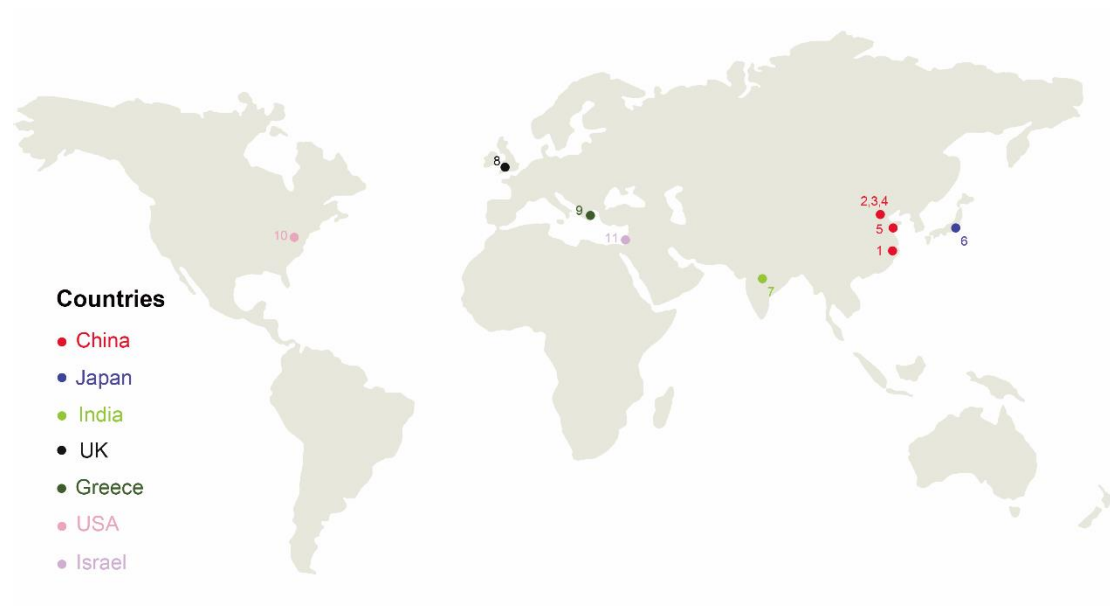 8
2,3,4
9
5
10
11
6
1
7
Countries
China
Japan
India
UK
Greece
USA
Israel